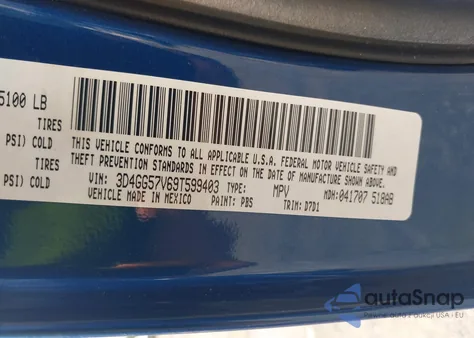 5100 LB
TIRES
PSI) COLD
THIS VEHICLE CONFORMS TO ALL APPLICABLE U.S.A. FEDERAL MOTOR VEHICLE SAFETY AND
TIRES
THEFT PREVENTION STANDARDS IN EFFECT ON THE DATE OF MANUFACTURE SHOWN ABOVE.
PSI) COLD
VIN: 3D4GG57V69T599403 TYPE: MPV MDH: 041707 518AB
VEHICLE MADE IN MEXICO PAINT: PBS TRIM: D7D1
autoSnap